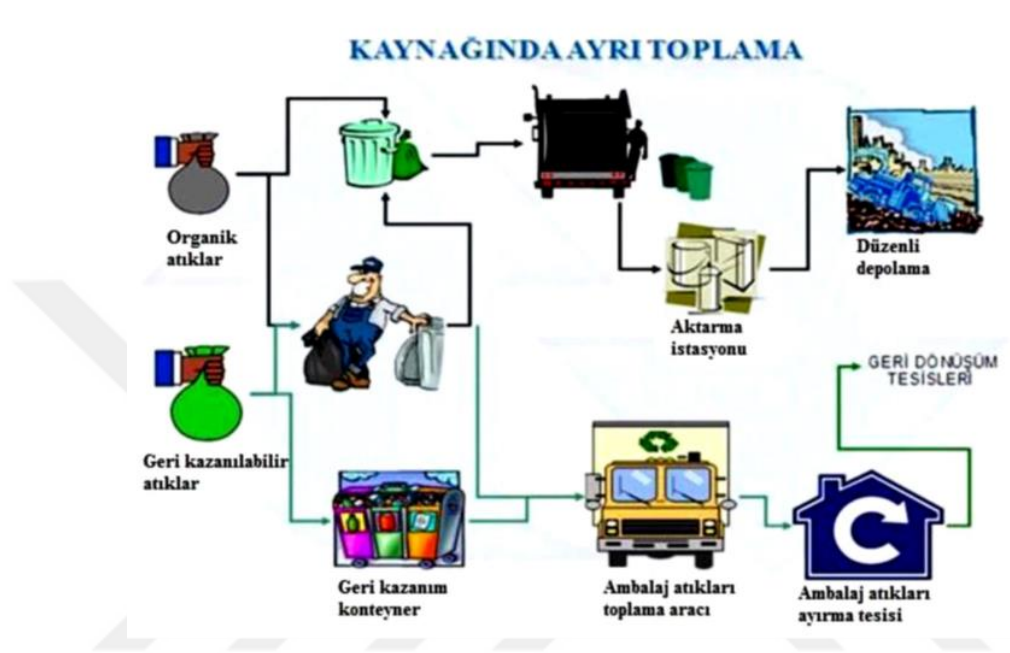 KAYNAĞINDA AYRI TOPLAMA
Organik
atıklar
Düzenli
depolama
Aktarma
istasyonu
GERİ DÖNÜŞÜM
TESİSLERİ
Geri kazanılabilir
atıklar
Geri kazanım
konteyner
Ambalaj atıkları
toplama aracı
Ambalaj atıkları
ayırma tesisi